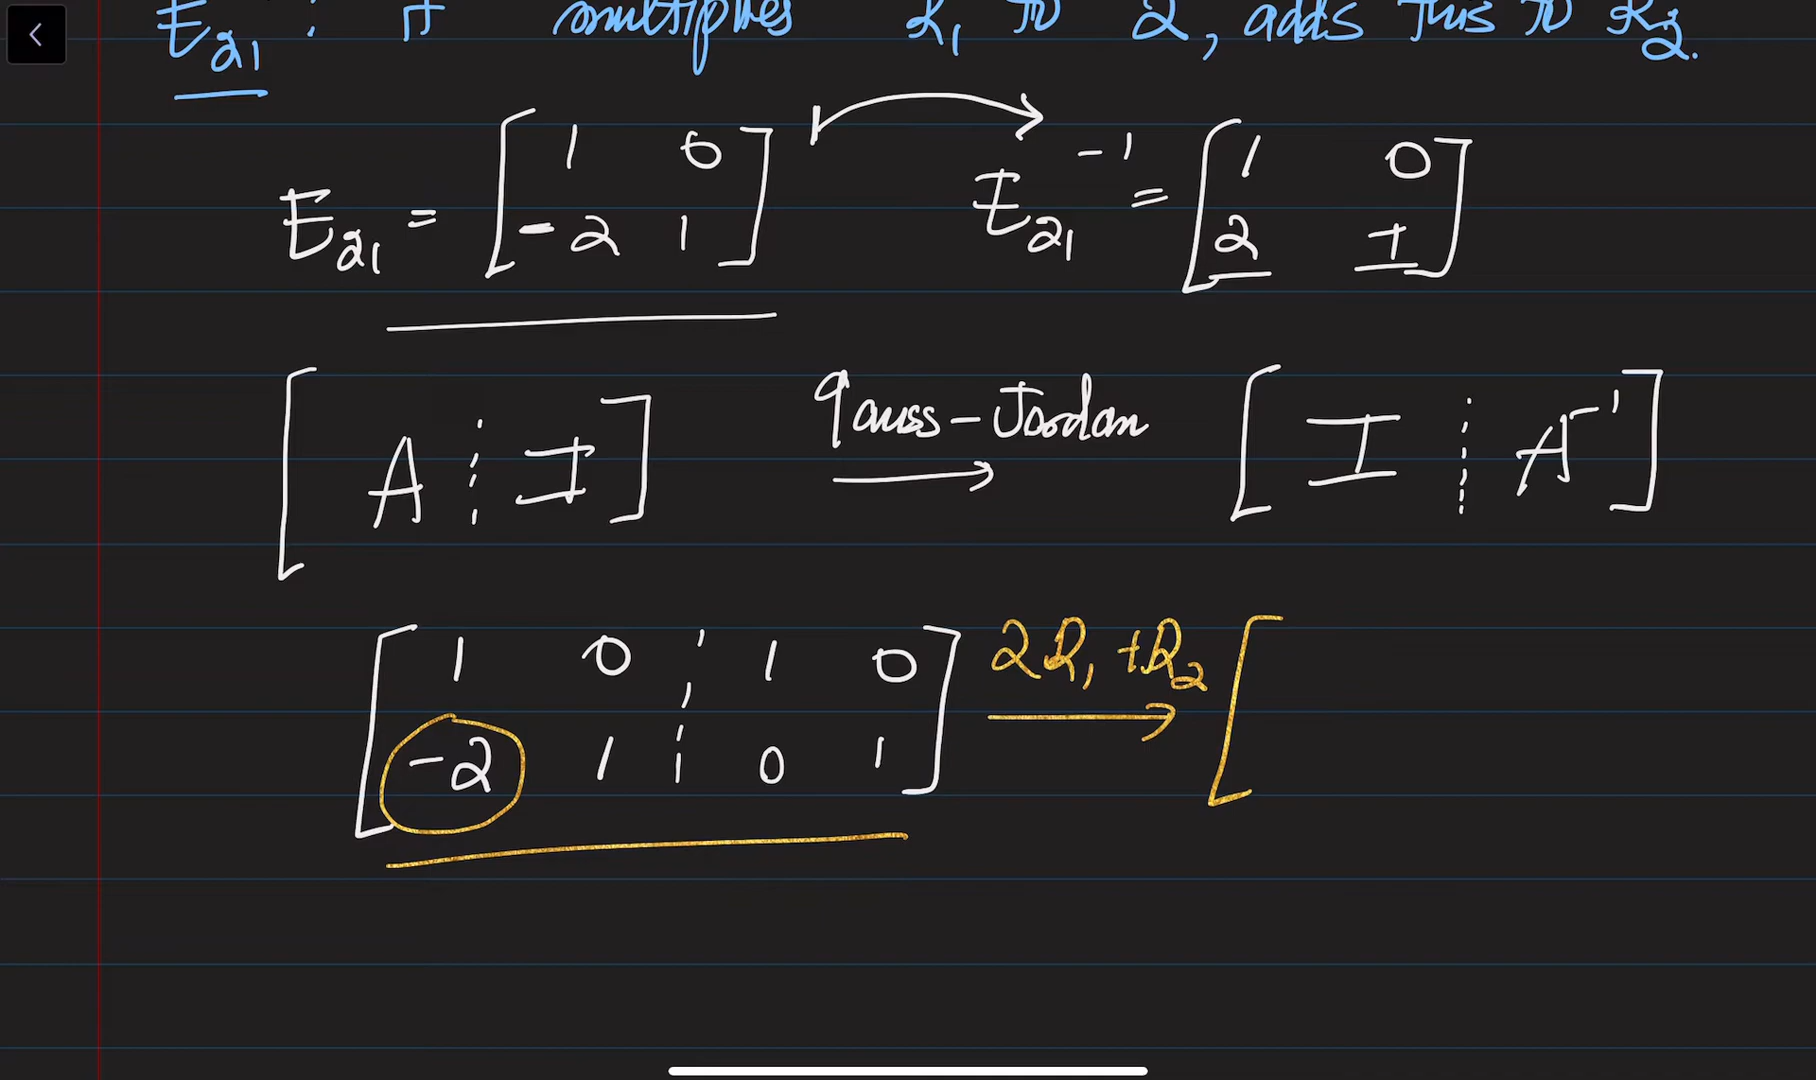 E21 : it multiplies R1 to 2, adds this to R2.
E21 = [ 1 0 -2 1 ] E21^-1 = [ 1 0 2 1 ]
[ A ⋮ I ] Gauss-Jordan → [ I ⋮ A^-1 ]
[ 1 0 ⋮ 1 0 -2 1 ⋮ 0 1 ] 2R1 + R2 → [